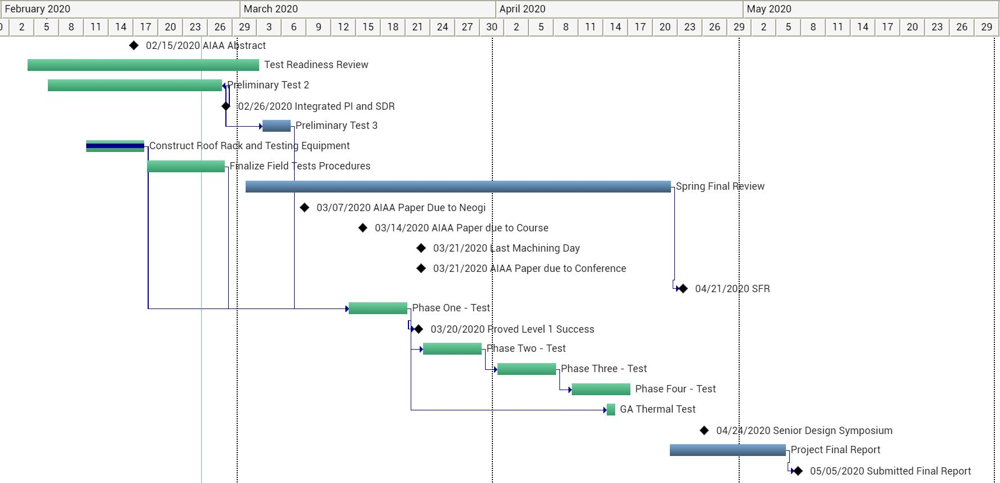 February 2020 March 2020 April 2020 May 2020
0 2 5 8 11 14 17 20 23 26 29 3 6 9 12 15 18 21 24 27 30 2 5 8 11 14 17 20 23 26 29 2 5 8 11 14 17 20 23 26 29
02/15/2020 AIAA Abstract
Test Readiness Review
Preliminary Test 2
02/26/2020 Integrated PI and SDR
Preliminary Test 3
Construct Roof Rack and Testing Equipment
Finalize Field Tests Procedures
Spring Final Review
03/07/2020 AIAA Paper Due to Neogi
03/14/2020 AIAA Paper due to Course
03/21/2020 Last Machining Day
03/21/2020 AIAA Paper due to Conference
04/21/2020 SFR
Phase One - Test
03/20/2020 Proved Level 1 Success
Phase Two - Test
Phase Three - Test
Phase Four - Test
GA Thermal Test
04/24/2020 Senior Design Symposium
Project Final Report
05/05/2020 Submitted Final Report